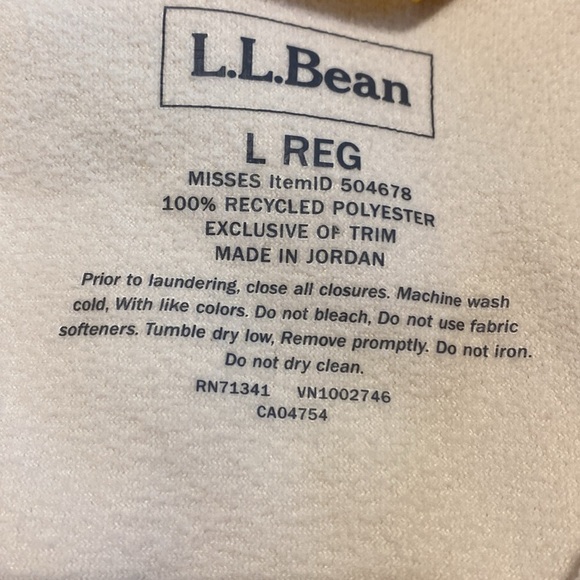 L.L.Bean
L REG
MISSES ItemID 504678
100% RECYCLED POLYESTER
EXCLUSIVE OF TRIM
MADE IN JORDAN
Prior to laundering, close all closures. Machine wash
cold, With like colors. Do not bleach, Do not use fabric
softeners. Tumble dry low, Remove promptly. Do not iron.
Do not dry clean.
RN71341 VN1002746
CA04754